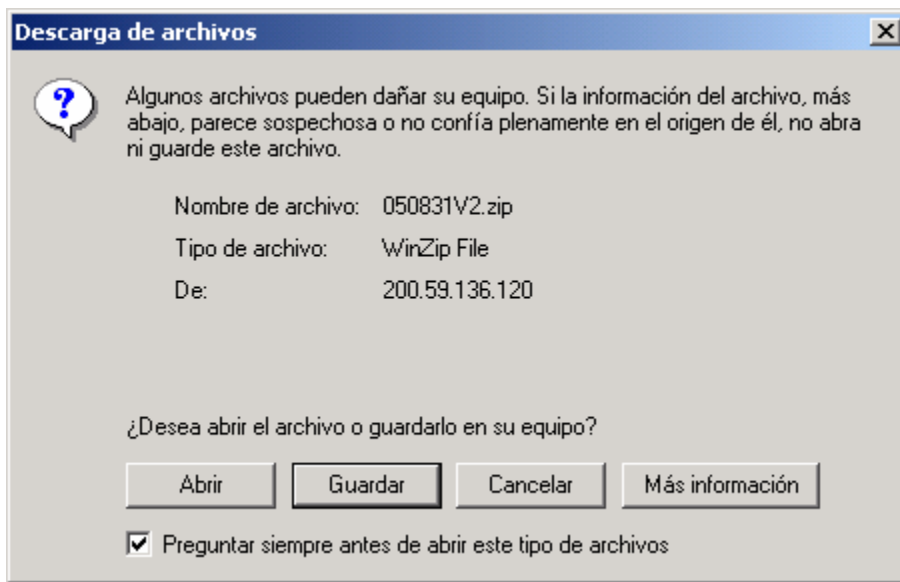 Descarga de archivos
Algunos archivos pueden dañar su equipo. Si la información del archivo, más
abajo, parece sospechosa o no confía plenamente en el origen de él, no abra
ni guarde este archivo.
Nombre de archivo: 050831V2.zip
Tipo de archivo: WinZip File
De: 200.59.136.120
¿Desea abrir el archivo o guardarlo en su equipo?
Abrir Guardar Cancelar Más información
Preguntar siempre antes de abrir este tipo de archivos